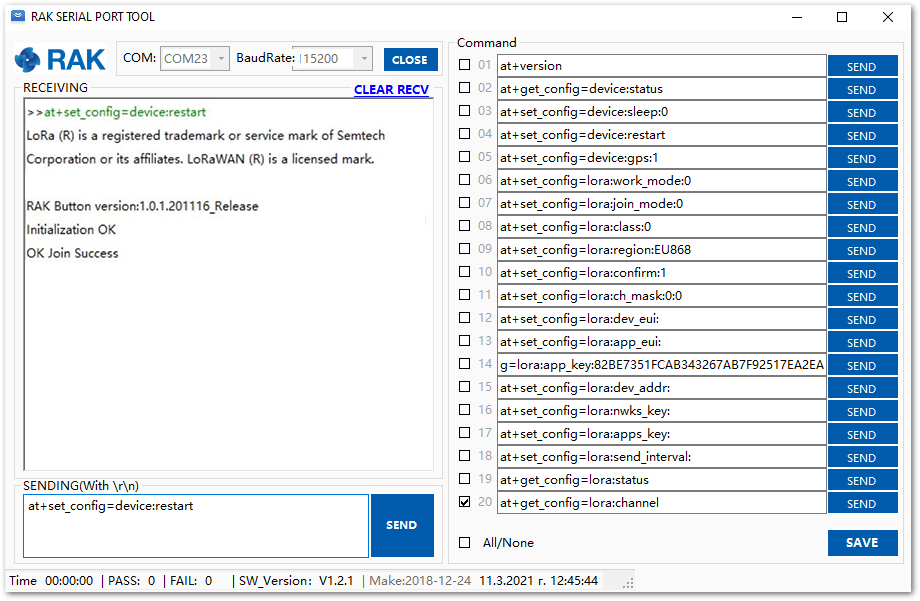 RAK SERIAL PORT TOOL
RAK
COM: COM23 BaudRate: 115200 CLOSE
RECEIVING CLEAR RECV
>>at+set_config=device:restart
LoRa (R) is a registered trademark or service mark of Semtech
Corporation or its affiliates. LoRaWAN (R) is a licensed mark.
RAK Button version:1.0.1.201116_Release
Initialization OK
OK Join Success
SENDING(With \r\n)
at+set_config=device:restart
SEND
Command
01 at+version SEND
02 at+get_config=device:status SEND
03 at+set_config=device:sleep:0 SEND
04 at+set_config=device:restart SEND
05 at+set_config=device:gps:1 SEND
06 at+set_config=lora:work_mode:0 SEND
07 at+set_config=lora:join_mode:0 SEND
08 at+set_config=lora:class:0 SEND
09 at+set_config=lora:region:EU868 SEND
10 at+set_config=lora:confirm:1 SEND
11 at+set_config=lora:ch_mask:0:0 SEND
12 at+set_config=lora:dev_eui: SEND
13 at+set_config=lora:app_eui: SEND
14 g=lora:app_key:82BE7351FCAB343267AB7F92517EA2EA SEND
15 at+set_config=lora:dev_addr: SEND
16 at+set_config=lora:nwks_key: SEND
17 at+set_config=lora:apps_key: SEND
18 at+set_config=lora:send_interval: SEND
19 at+get_config=lora:status SEND
20 at+get_config=lora:channel SEND
All/None SAVE
Time 00:00:00 | PASS: 0 | FAIL: 0 | SW_Version: V1.2.1 | Make:2018-12-24 11.3.2021 г. 12:45:44